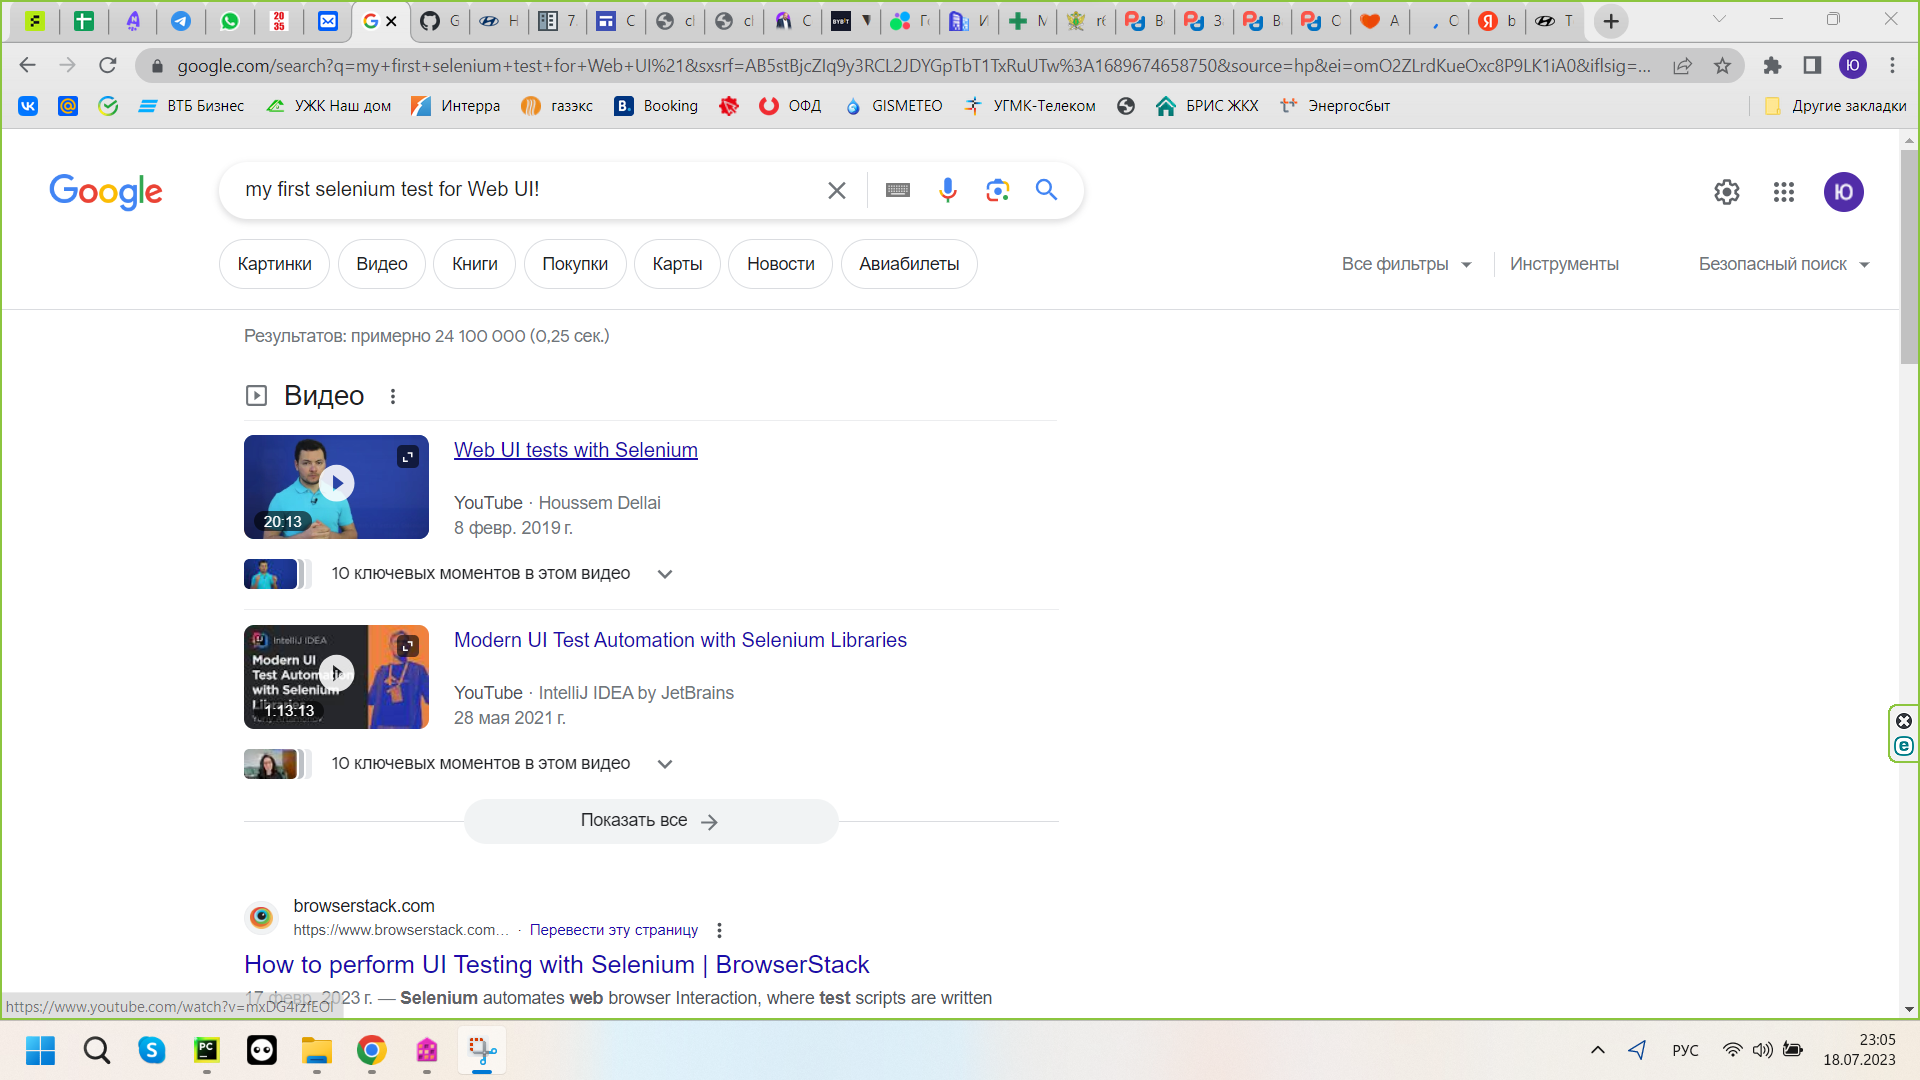 20
35
G
H
7
С
cl
cl
С
BYBIT
V
Г
И
М
В
З
В
О
А
О
Я
b
Т
google.com/search?q=my+first+selenium+test+for+Web+UI%21&sxsrf=AB5stBjcZIq9y3RCL2JDYGpTbT1TxRuUTw%3A1689674658750&source=hp&ei=omO2ZLrdKueOxc8P9LK1iA0&iflsig=...
Ю
ВТБ Бизнес
УЖК Наш дом
Интерра
газэкс
B.
Booking
ОФД
GISMETEO
УГМК-Телеком
БРИС ЖКХ
Энергосбыт
Другие закладки
Google
my first selenium test for Web UI!
Ю
Картинки
Видео
Книги
Покупки
Карты
Новости
Авиабилеты
Все фильтры
Инструменты
Безопасный поиск
Результатов: примерно 24 100 000 (0,25 сек.)
Видео
20:13
Web UI tests with Selenium
YouTube · Houssem Dellai
8 февр. 2019 г.
10 ключевых моментов в этом видео
IntelliJ IDEA
Modern UI
Test Automation
with Selenium
Libraries
1:13:13
Modern UI Test Automation with Selenium Libraries
YouTube · IntelliJ IDEA by JetBrains
28 мая 2021 г.
10 ключевых моментов в этом видео
Показать все
browserstack.com
https://www.browserstack.com... · Перевести эту страницу
How to perform UI Testing with Selenium | BrowserStack
17 февр. 2023 г. — Selenium automates web browser Interaction, where test scripts are written
https://www.youtube.com/watch?v=mxDG4rzfEOI
PC
РУС
23:05
18.07.2023